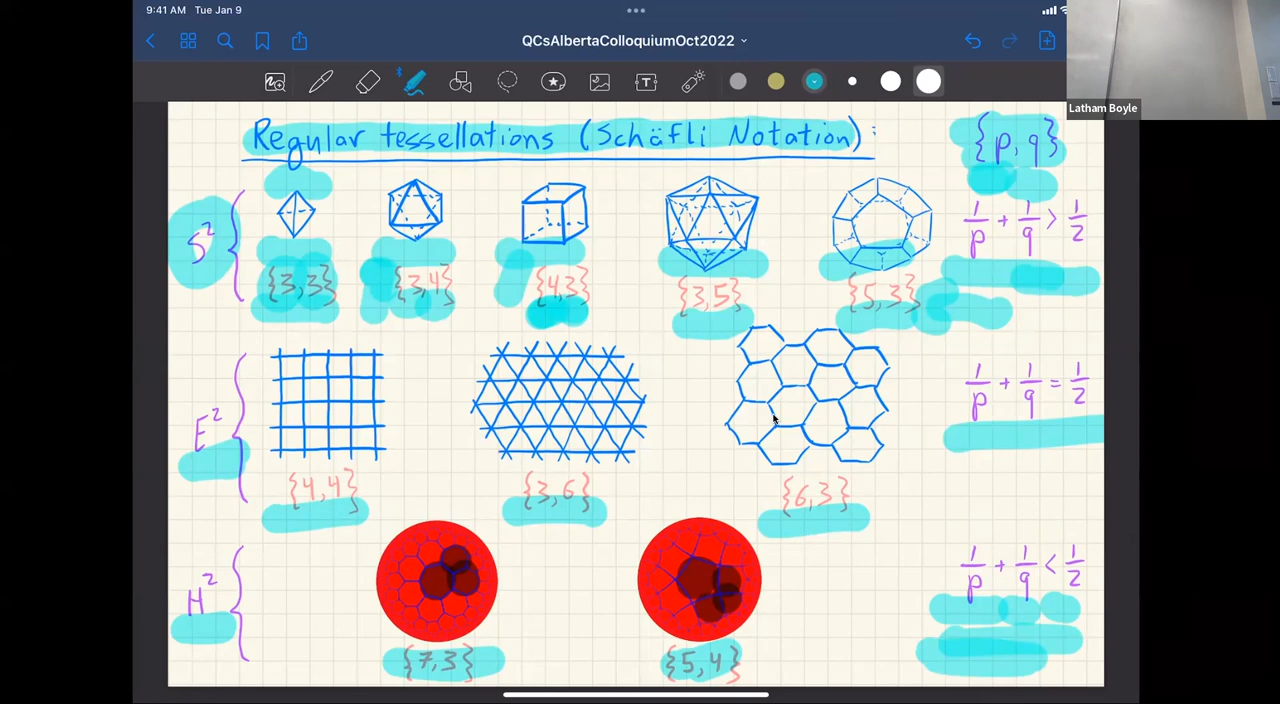 9:41 AM Tue Jan 9
QCsAlbertaColloquiumOct2022
Latham Boyle
Regular tessellations (Schäfli Notation):
{p, q}
S²
{3,3}
{3,4}
{4,3}
{3,5}
{5,3}
1/p + 1/q > 1/2
E²
{4,4}
{3,6}
{6,3}
1/p + 1/q = 1/2
H²
{7,3}
{5,4}
1/p + 1/q < 1/2